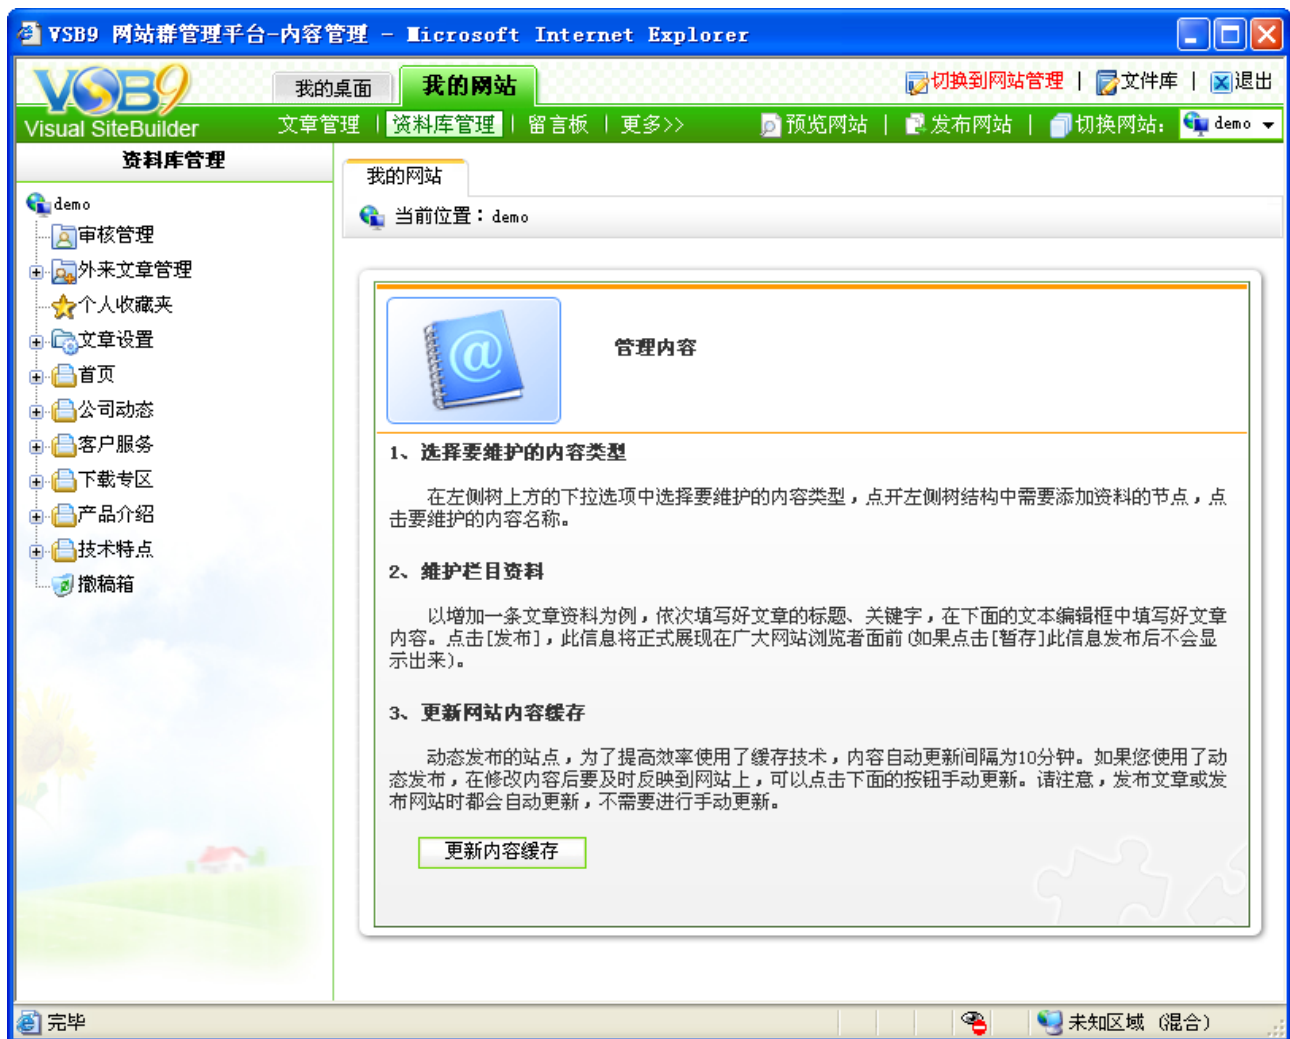 VSB9 网站群管理平台-内容管理 - Microsoft Internet Explorer
VSB9
Visual SiteBuilder
我的桌面 我的网站
切换到网站管理 | 文件库 | 退出
文章管理 | 资料库管理 | 留言板 | 更多>> 预览网站 | 发布网站 | 切换网站: demo
资料库管理
demo
审核管理
外来文章管理
个人收藏夹
文章设置
首页
公司动态
客户服务
下载专区
产品介绍
技术特点
撤稿箱
我的网站
当前位置：demo
@
管理内容
1、选择要维护的内容类型
在左侧树上方的下拉选项中选择要维护的内容类型，点开左侧树结构中需要添加资料的节点，点
击要维护的内容名称。
2、维护栏目资料
以增加一条文章资料为例，依次填写好文章的标题、关键字，在下面的文本编辑框中填写好文章
内容。点击[发布]，此信息将正式展现在广大网站浏览者面前(如果点击[暂存]此信息发布后不会显
示出来)。
3、更新网站内容缓存
动态发布的站点，为了提高效率使用了缓存技术，内容自动更新间隔为10分钟。如果您使用了动
态发布，在修改内容后要及时反映到网站上，可以点击下面的按钮手动更新。请注意，发布文章或发
布网站时都会自动更新，不需要进行手动更新。
更新内容缓存
完毕
未知区域 (混合)